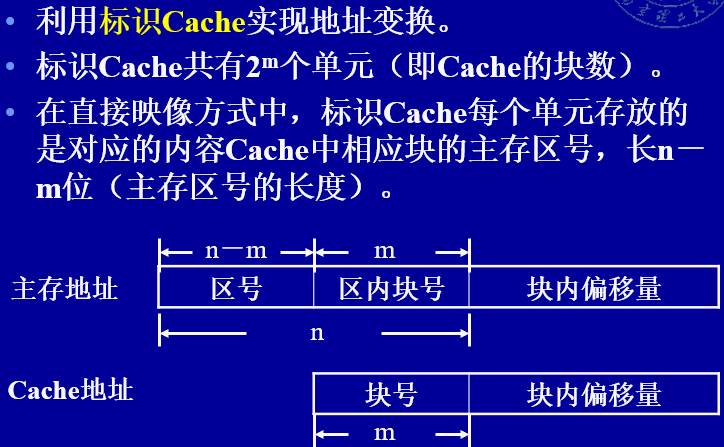 • 利用标识Cache实现地址变换。
• 标识Cache共有2ᵐ个单元（即Cache的块数）。
• 在直接映像方式中，标识Cache每个单元存放的
是对应的内容Cache中相应块的主存区号，长n－
m位（主存区号的长度）。
n－m m
主存地址 区号 区内块号 块内偏移量
n
Cache地址 块号 块内偏移量
m